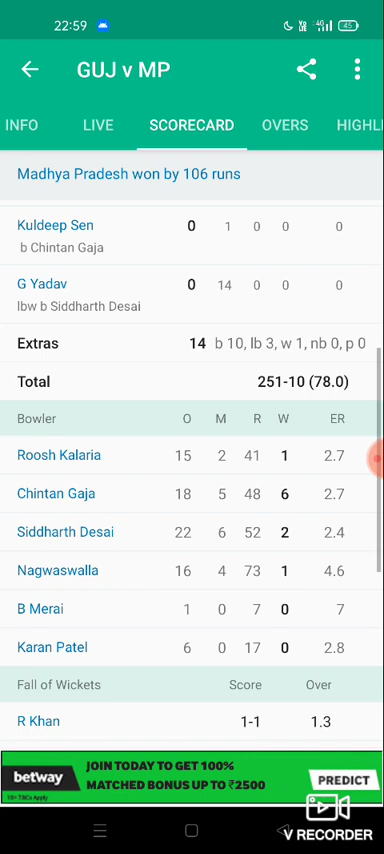 22:59 VO 4G 45
GUJ v MP
INFO LIVE SCORECARD OVERS HIGHLI
Madhya Pradesh won by 106 runs
Kuldeep Sen 0 1 0 0 0
b Chintan Gaja
G Yadav 0 14 0 0 0
lbw b Siddharth Desai
Extras 14 b 10, lb 3, w 1, nb 0, p 0
Total 251-10 (78.0)
Bowler O M R W ER
Roosh Kalaria 15 2 41 1 2.7
Chintan Gaja 18 5 48 6 2.7
Siddharth Desai 22 6 52 2 2.4
Nagwaswalla 16 4 73 1 4.6
B Merai 1 0 7 0 7
Karan Patel 6 0 17 0 2.8
Fall of Wickets Score Over
R Khan 1-1 1.3
betway JOIN TODAY TO GET 100% MATCHED BONUS UP TO ₹2500 PREDICT
18+ T&Cs Apply
V RECORDER